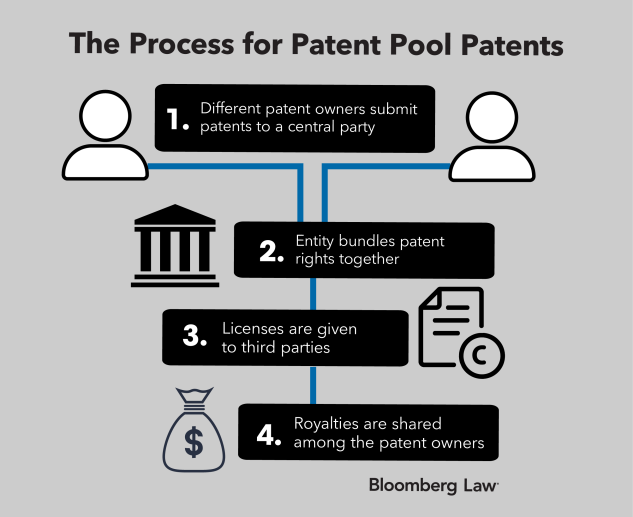 The Process for Patent Pool Patents
1. Different patent owners submit
patents to a central party
2. Entity bundles patent
rights together
3. Licenses are given
to third parties
C
$
4. Royalties are shared
among the patent owners
Bloomberg Law